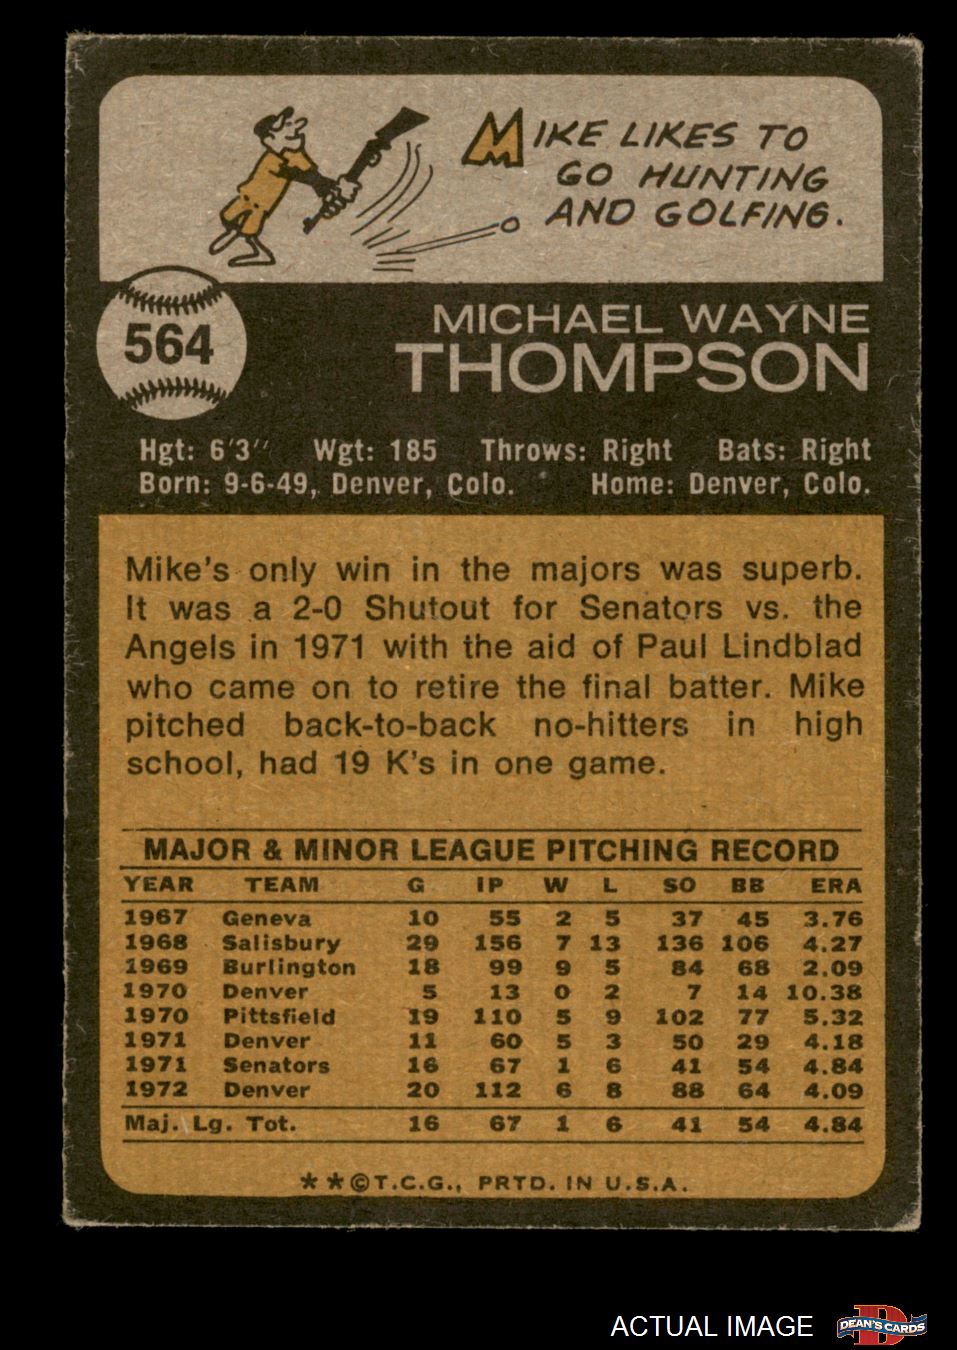 MIKE LIKES TO
GO HUNTING
AND GOLFING.
564
MICHAEL WAYNE
THOMPSON
Hgt: 6'3" Wgt: 185 Throws: Right Bats: Right
Born: 9-6-49, Denver, Colo. Home: Denver, Colo.
Mike's only win in the majors was superb.
It was a 2-0 Shutout for Senators vs. the
Angels in 1971 with the aid of Paul Lindblad
who came on to retire the final batter. Mike
pitched back-to-back no-hitters in high
school, had 19 K's in one game.
MAJOR & MINOR LEAGUE PITCHING RECORD
YEAR TEAM G IP W L SO BB ERA
1967 Geneva 10 55 2 5 37 45 3.76
1968 Salisbury 29 156 7 13 136 106 4.27
1969 Burlington 18 99 9 5 84 68 2.09
1970 Denver 5 13 0 2 7 14 10.38
1970 Pittsfield 19 110 5 9 102 77 5.32
1971 Denver 11 60 5 3 50 29 4.18
1971 Senators 16 67 1 6 41 54 4.84
1972 Denver 20 112 6 8 88 64 4.09
Maj. Lg. Tot. 16 67 1 6 41 54 4.84
**©T.C.G., PRTD. IN U.S.A.
ACTUAL IMAGE
D
DEAN'S CARDS